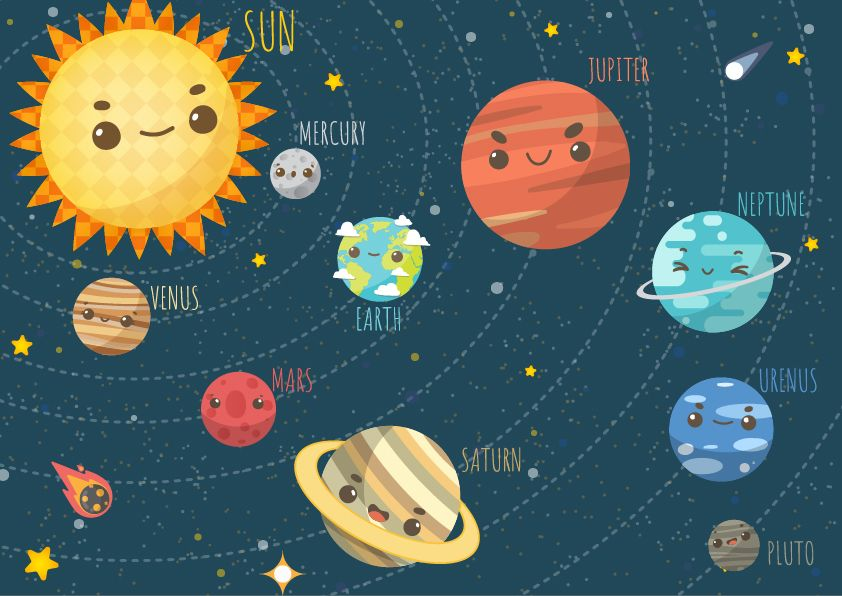 SUN
MERCURY
JUPITER
NEPTUNE
VENUS
EARTH
MARS
URENUS
SATURN
PLUTO